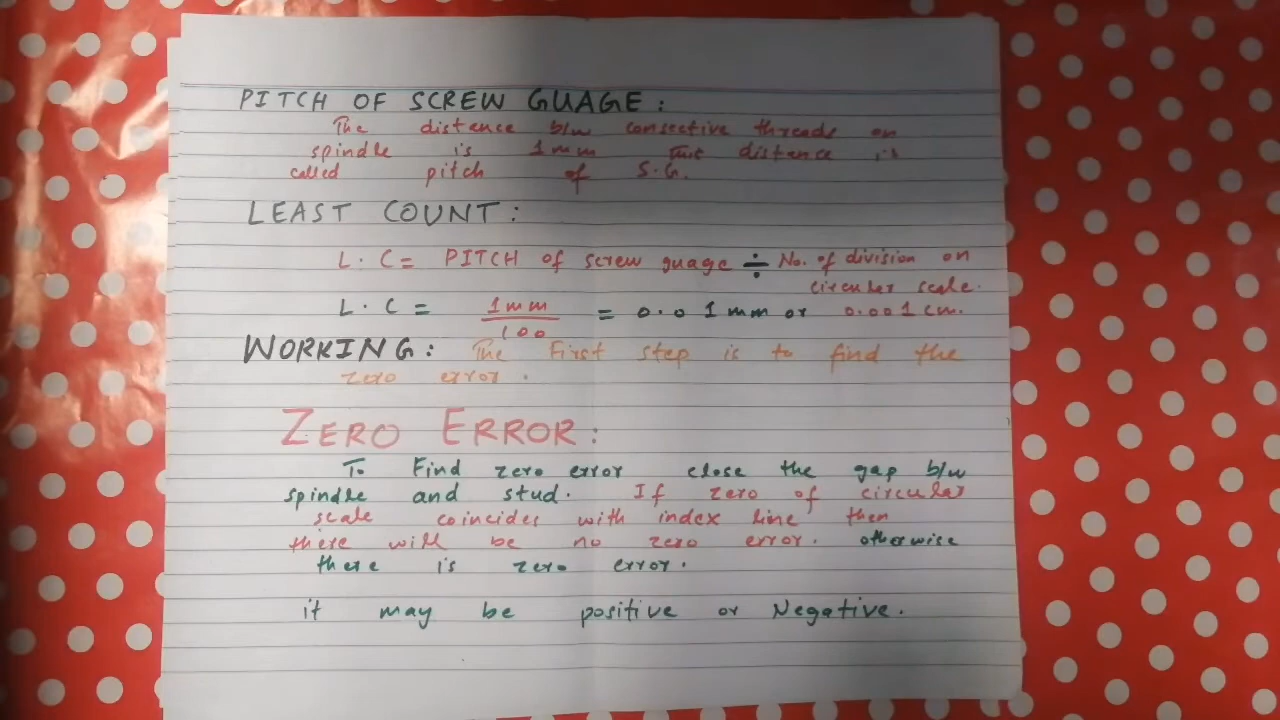 PITCH OF SCREW GUAGE:
The distance b/w consective threads on
spindle is 1mm This distance is
called pitch of S.G.
LEAST COUNT:
L.C= PITCH of screw guage ÷ No. of division on
circular scale.
L.C = 1mm/100 = 0.01mm or 0.001cm.
WORKING: The First step is to find the
zero error.
ZERO ERROR:
To Find zero error close the gap b/w
spindle and stud. If zero of circular
scale coincides with index line then
there will be no zero error. otherwise
there is zero error.
it may be positive or Negative.